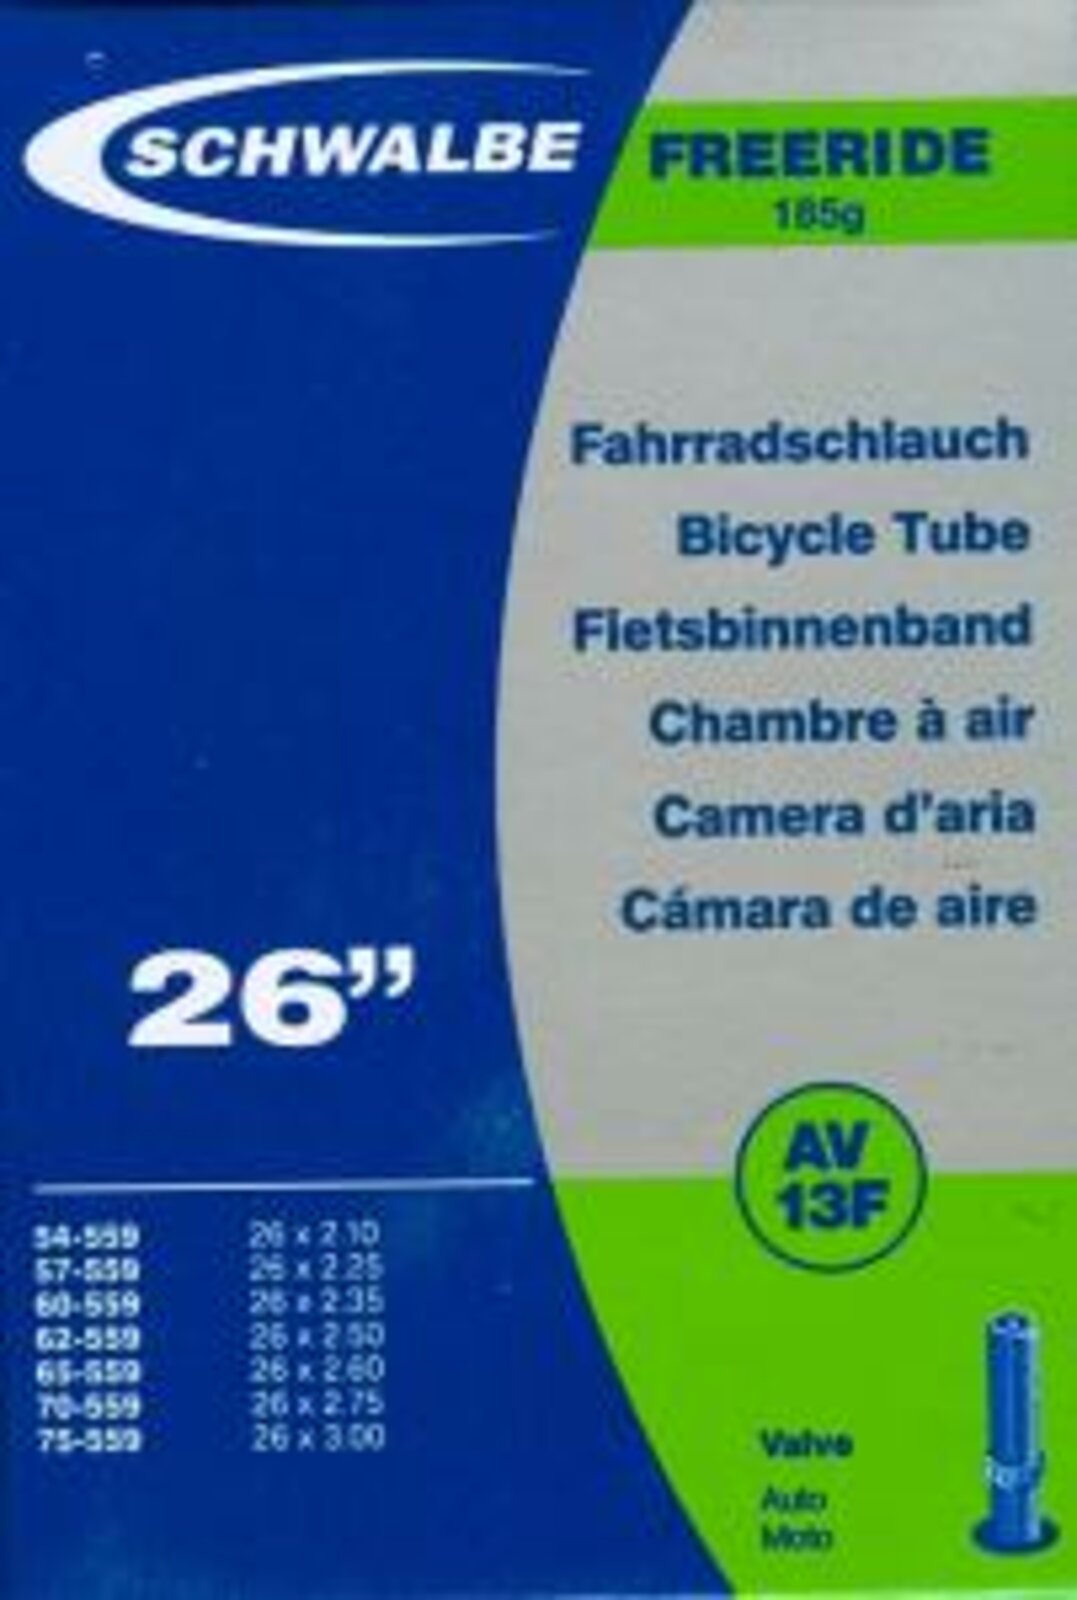 SCHWALBE
FREERIDE
185g
Fahrradschlauch
Bicycle Tube
Fietsbinnenband
Chambre à air
Camera d'aria
Cámara de aire
26”
AV
13F
54-559 26 x 2.10
57-559 26 x 2.25
60-559 26 x 2.35
62-559 26 x 2.50
65-559 26 x 2.60
70-559 26 x 2.75
75-559 26 x 3.00
Valve
Auto
Moto